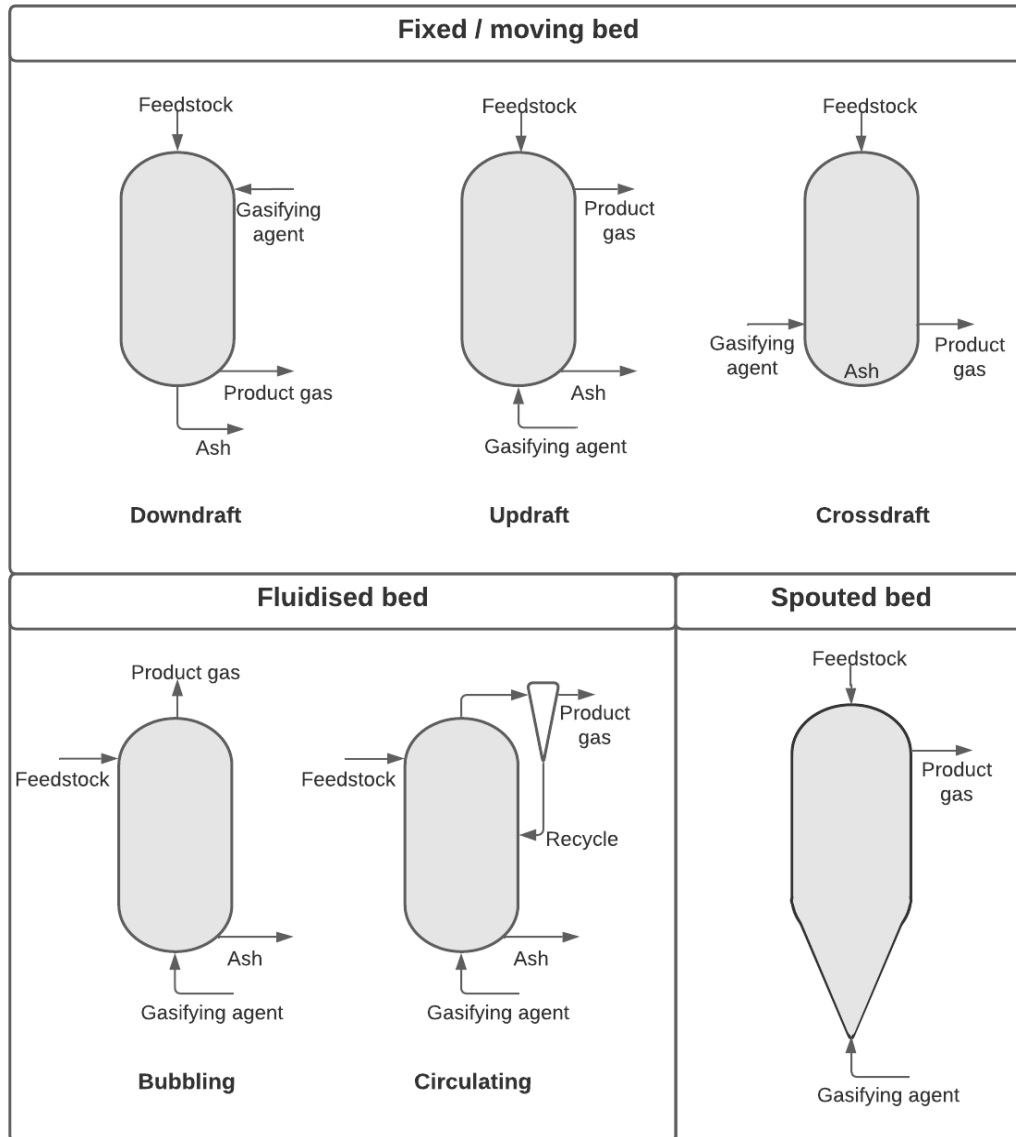 Fixed / moving bed
Feedstock
Gasifying
agent
Product gas
Ash
Downdraft
Feedstock
Product
gas
Ash
Gasifying agent
Updraft
Feedstock
Gasifying
agent
Product
gas
Ash
Crossdraft
Fluidised bed
Product gas
Feedstock
Ash
Gasifying agent
Bubbling
Product
gas
Feedstock
Recycle
Ash
Gasifying agent
Circulating
Spouted bed
Feedstock
Product
gas
Gasifying agent